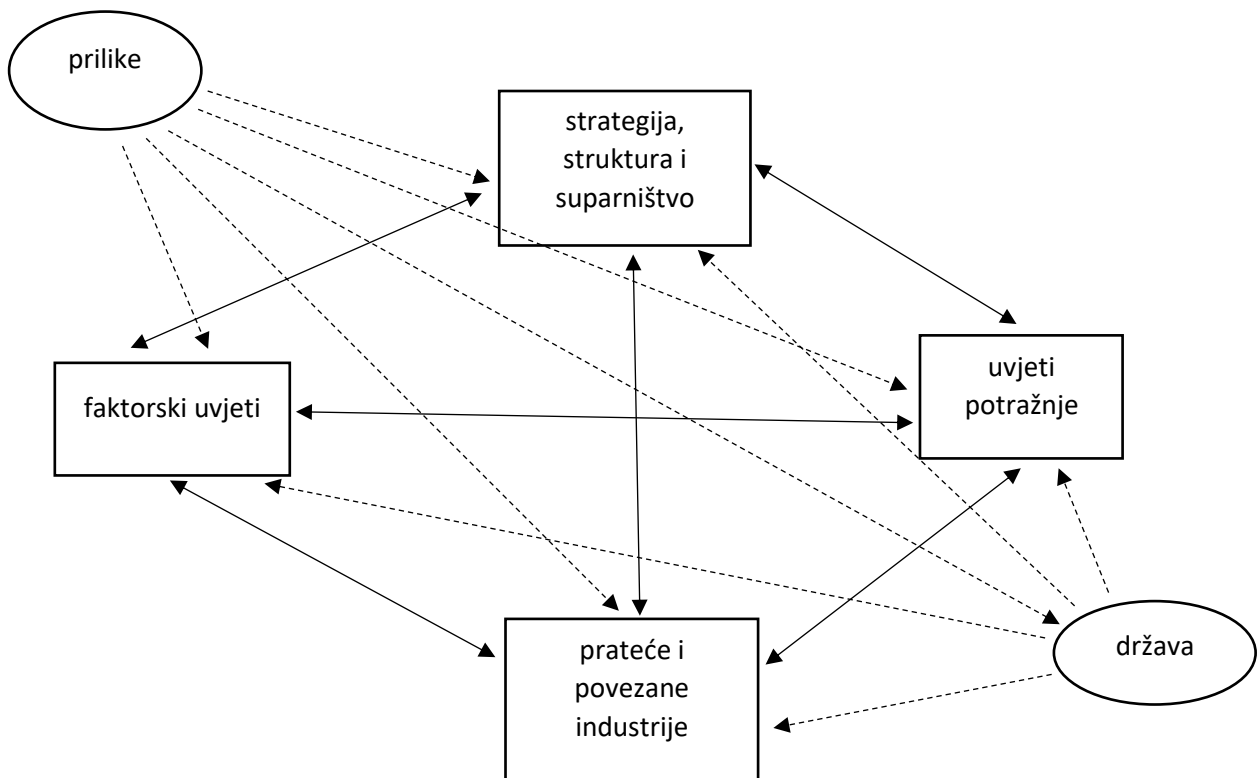 prilike
strategija,
struktura i
suparništvo
uvjeti
potražnje
faktorski uvjeti
prateće i
povezane
industrije
država